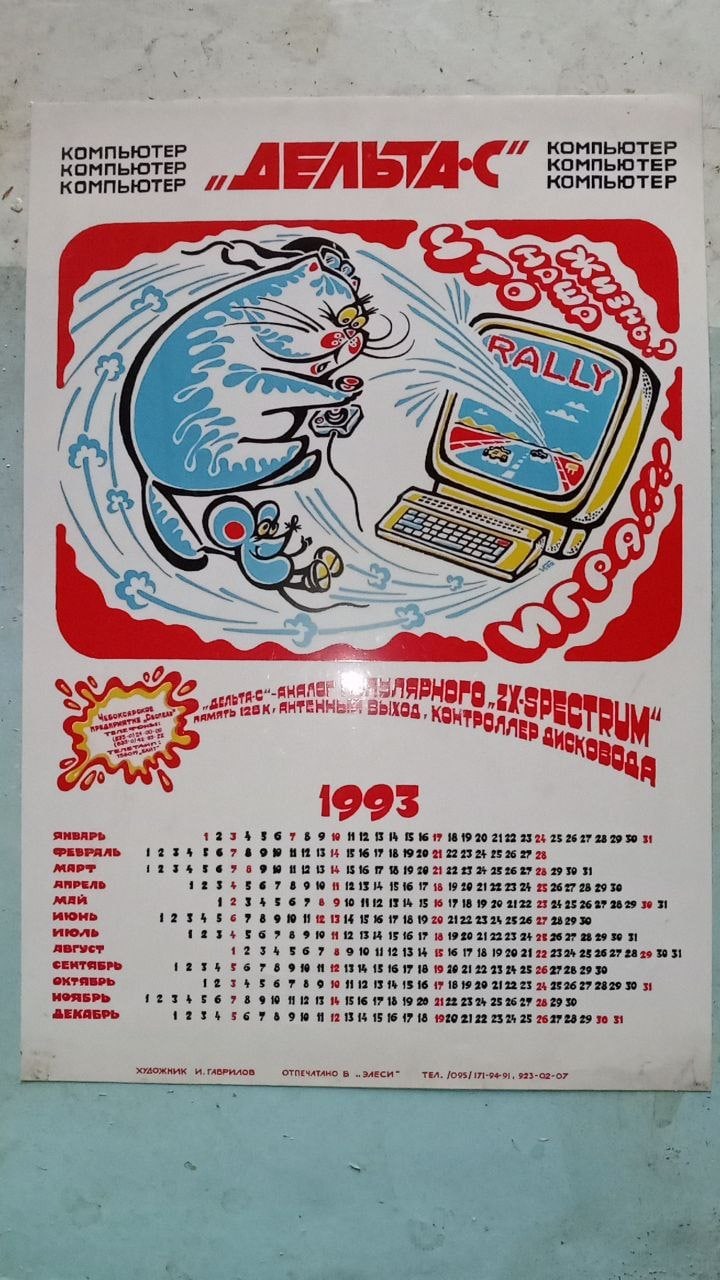 КОМПЬЮТЕР
КОМПЬЮТЕР
КОМПЬЮТЕР
„ДЕЛЬТА·С"
КОМПЬЮТЕР
КОМПЬЮТЕР
КОМПЬЮТЕР
ЧТО
НАША
ЖИЗНЬ?
ИГРА!!!
RALLY
ЧЕБОКСАРСКОЕ
ПРЕДПРИЯТИЕ
ТЕЛЕФОНЫ:
ТЕЛЕТАЙП:
„ДЕЛЬТА-С"-АНАЛОГ ПОПУЛЯРНОГО „ZX-SPECTRUM"
ПАМЯТЬ 128 К, АНТЕННЫЙ ВЫХОД, КОНТРОЛЛЕР ДИСКОВОДА
1993
ЯНВАРЬ 1 2 3 4 5 6 7 8 9 10 11 12 13 14 15 16 17 18 19 20 21 22 23 24 25 26 27 28 29 30 31
ФЕВРАЛЬ 1 2 3 4 5 6 7 8 9 10 11 12 13 14 15 16 17 18 19 20 21 22 23 24 25 26 27 28
МАРТ 1 2 3 4 5 6 7 8 9 10 11 12 13 14 15 16 17 18 19 20 21 22 23 24 25 26 27 28 29 30 31
АПРЕЛЬ 1 2 3 4 5 6 7 8 9 10 11 12 13 14 15 16 17 18 19 20 21 22 23 24 25 26 27 28 29 30
МАЙ 1 2 3 4 5 6 7 8 9 10 11 12 13 14 15 16 17 18 19 20 21 22 23 24 25 26 27 28 29 30 31
ИЮНЬ 1 2 3 4 5 6 7 8 9 10 11 12 13 14 15 16 17 18 19 20 21 22 23 24 25 26 27 28 29 30
ИЮЛЬ 1 2 3 4 5 6 7 8 9 10 11 12 13 14 15 16 17 18 19 20 21 22 23 24 25 26 27 28 29 30 31
АВГУСТ 1 2 3 4 5 6 7 8 9 10 11 12 13 14 15 16 17 18 19 20 21 22 23 24 25 26 27 28 29 30 31
СЕНТЯБРЬ 1 2 3 4 5 6 7 8 9 10 11 12 13 14 15 16 17 18 19 20 21 22 23 24 25 26 27 28 29 30
ОКТЯБРЬ 1 2 3 4 5 6 7 8 9 10 11 12 13 14 15 16 17 18 19 20 21 22 23 24 25 26 27 28 29 30 31
НОЯБРЬ 1 2 3 4 5 6 7 8 9 10 11 12 13 14 15 16 17 18 19 20 21 22 23 24 25 26 27 28 29 30
ДЕКАБРЬ 1 2 3 4 5 6 7 8 9 10 11 12 13 14 15 16 17 18 19 20 21 22 23 24 25 26 27 28 29 30 31
ХУДОЖНИК И. ГАВРИЛОВ ОТПЕЧАТАНО В „ЭЛЕСИ" ТЕЛ. /095/ 171-94-91, 923-02-07